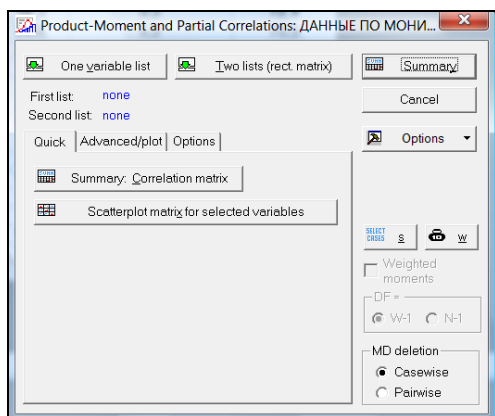 Product-Moment and Partial Correlations: ДАННЫЕ ПО МОНИ...
One variable list
Two lists (rect. matrix)
Summary
First list: none
Second list: none
Cancel
Quick
Advanced/plot
Options
Options
Summary: Correlation matrix
Scatterplot matrix for selected variables
SELECT CASES
S
W
Weighted moments
DF =
W-1
N-1
MD deletion
Casewise
Pairwise